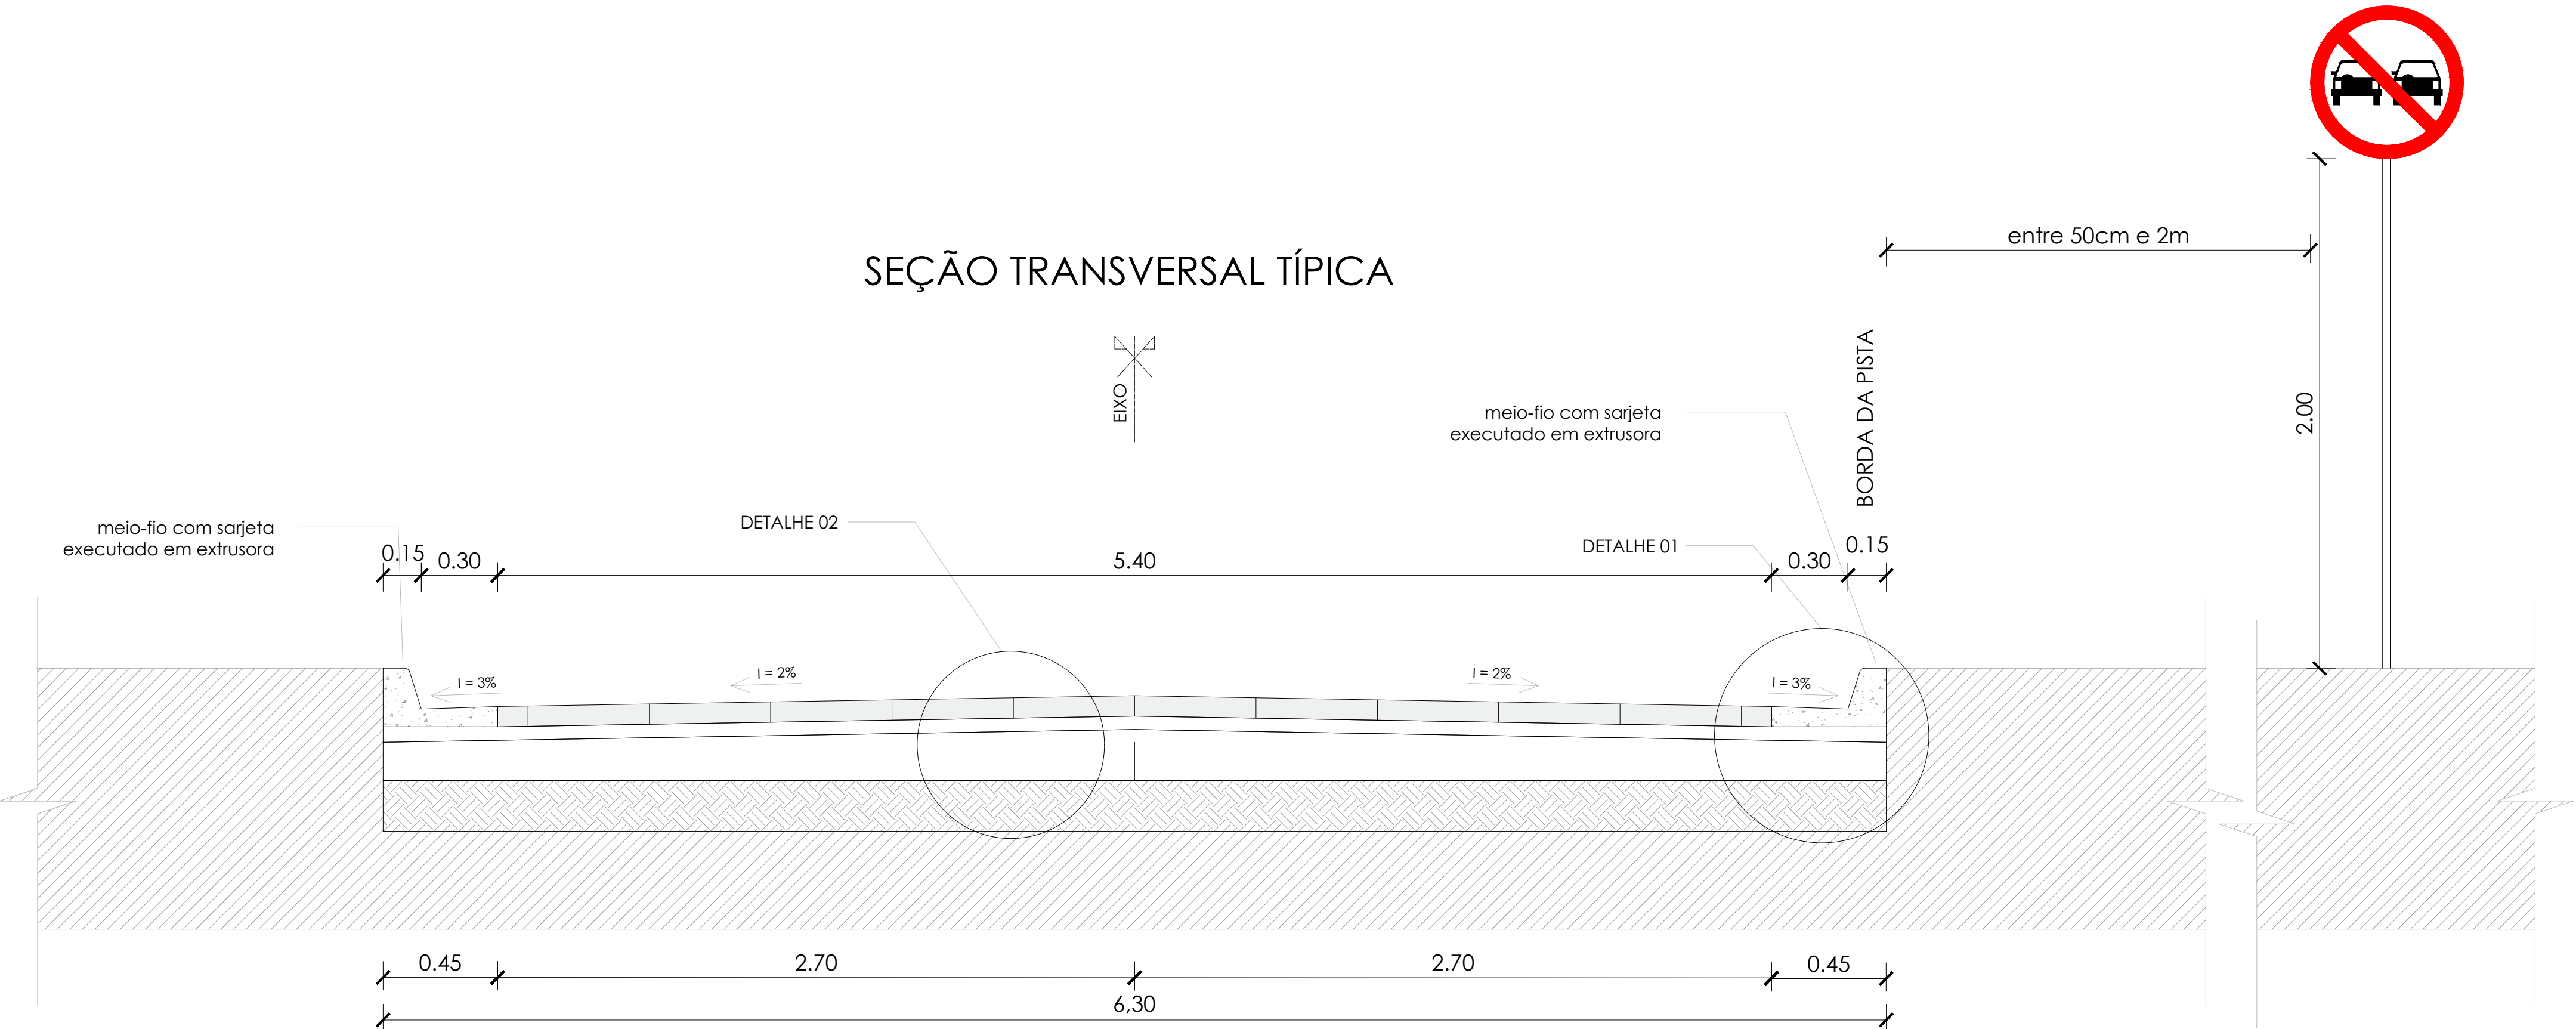 entre 50cm e 2m
SEÇÃO TRANSVERSAL TÍPICA
EIXO
BORDA DA PISTA
2.00
meio-fio com sarjeta
executado em extrusora
meio-fio com sarjeta
executado em extrusora
DETALHE 02
DETALHE 01
0.15
0.30
5.40
0.30
0.15
I = 3%
I = 2%
I = 2%
I = 3%
0.45
2.70
2.70
0.45
6,30